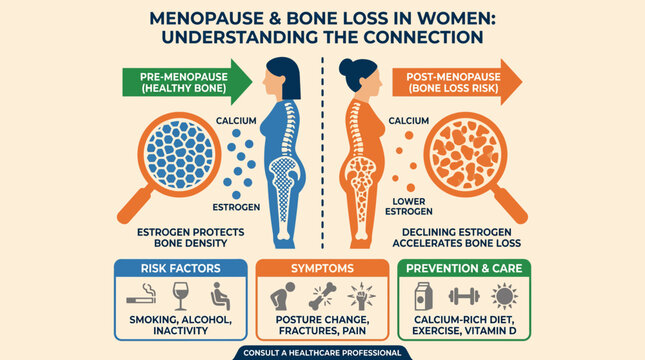 MENOPAUSE & BONE LOSS IN WOMEN:
UNDERSTANDING THE CONNECTION
PRE-MENOPAUSE
(HEALTHY BONE)
CALCIUM
ESTROGEN
ESTROGEN PROTECTS
BONE DENSITY
POST-MENOPAUSE
(BONE LOSS RISK)
CALCIUM
LOWER
ESTROGEN
DECLINING ESTROGEN
ACCELERATES BONE LOSS
RISK FACTORS
SMOKING, ALCOHOL,
INACTIVITY
SYMPTOMS
POSTURE CHANGE,
FRACTURES, PAIN
PREVENTION & CARE
CALCIUM-RICH DIET,
EXERCISE, VITAMIN D
CONSULT A HEALTHCARE PROFESSIONAL